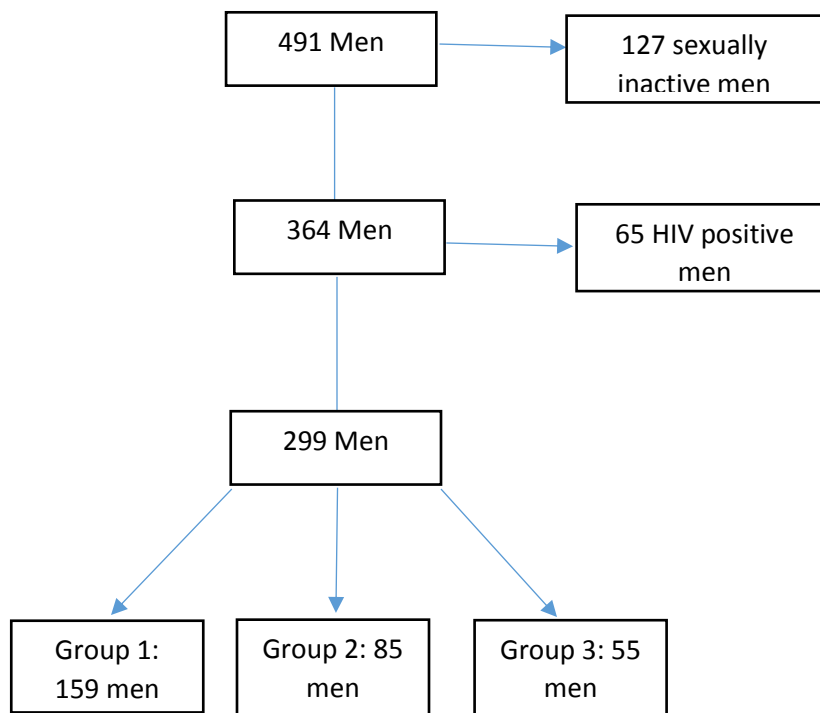 491 Men
127 sexually
inactive men
364 Men
65 HIV positive
men
299 Men
Group 1:
159 men
Group 2: 85
men
Group 3: 55
men